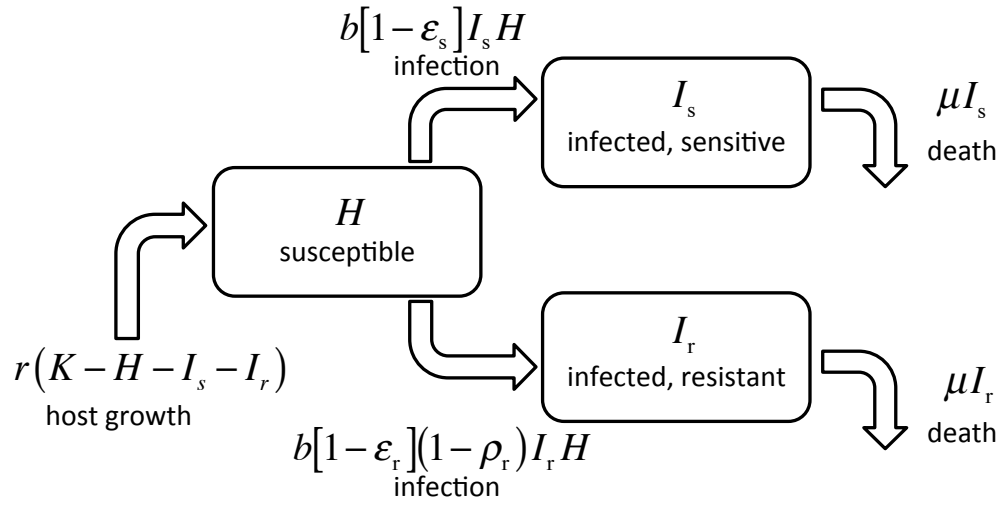 b[1-εs]IsH
infection
Is
infected, sensitive
μIs
death
H
susceptible
r(K-H-Is-Ir)
host growth
Ir
infected, resistant
μIr
death
b[1-εr](1-ρr)IrH
infection